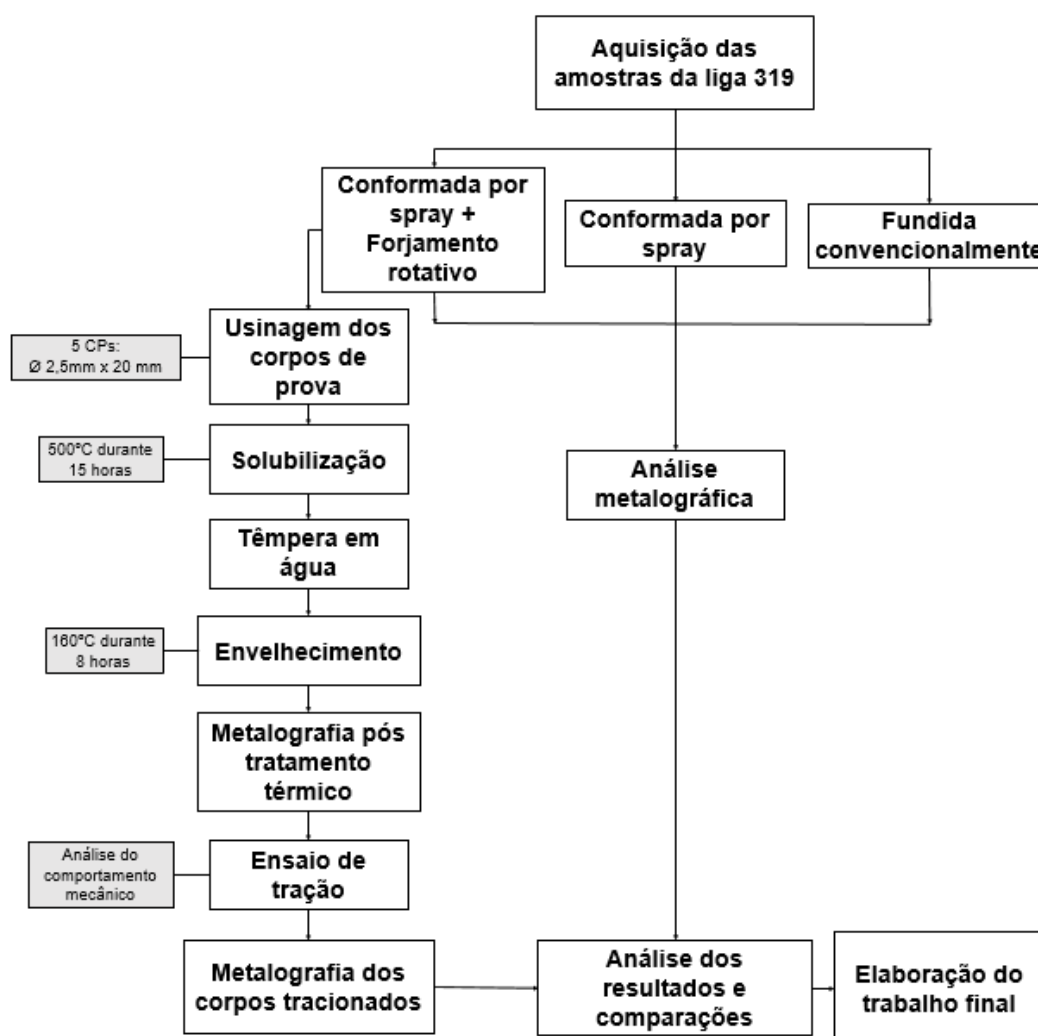 Aquisição das
amostras da liga 319
Conformada por
spray +
Forjamento
rotativo
Conformada por
spray
Fundida
convencionalmente
5 CPs:
Ø 2,5mm x 20 mm
Usinagem dos
corpos de
prova
500ºC durante
15 horas
Solubilização
Análise
metalográfica
Têmpera em
água
160ºC durante
8 horas
Envelhecimento
Metalografia pós
tratamento
térmico
Análise do
comportamento
mecânico
Ensaio de
tração
Metalografia dos
corpos tracionados
Análise dos
resultados e
comparações
Elaboração do
trabalho final